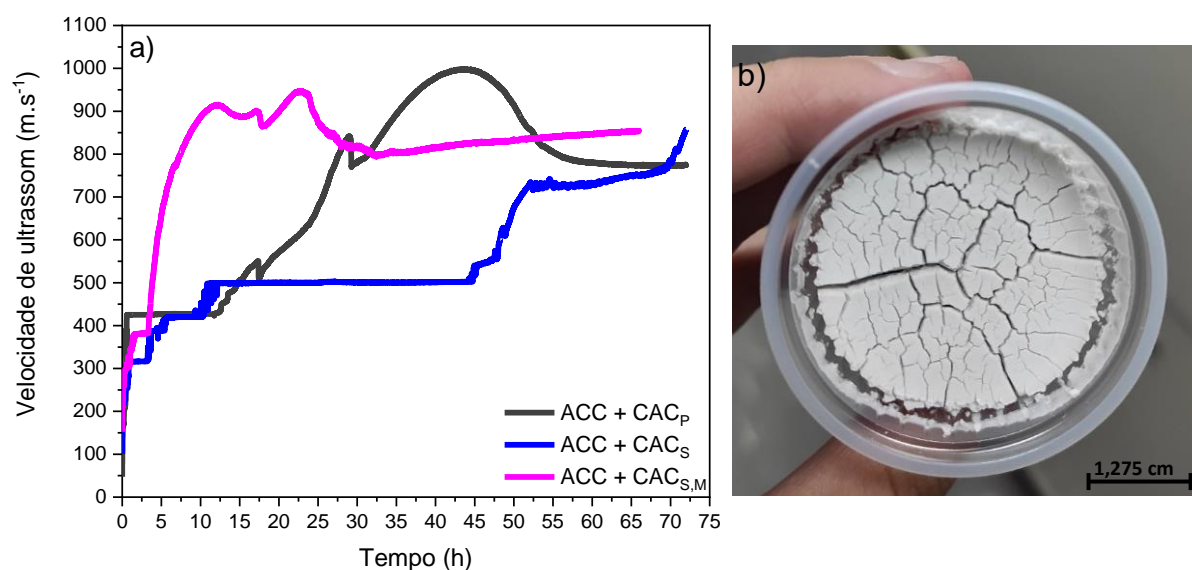 a)
Velocidade de ultrassom (m.s⁻¹)
1100
1000
900
800
700
600
500
400
300
200
100
0
ACC + CACP
ACC + CACS
ACC + CACS,M
0 5 10 15 20 25 30 35 40 45 50 55 60 65 70 75
Tempo (h)
b)
1,275 cm